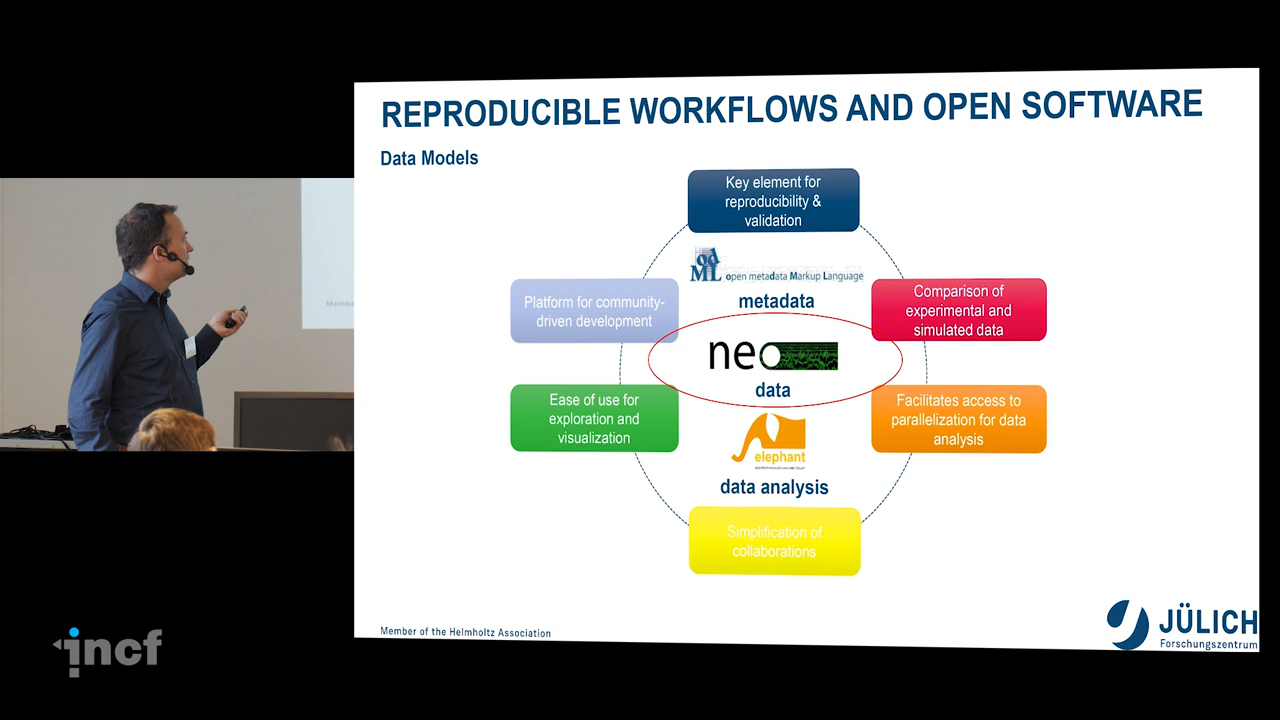 REPRODUCIBLE WORKFLOWS AND OPEN SOFTWARE
Data Models
Key element for
reproducibility &
validation
odML
open metadata Markup Language
metadata
Platform for community-
driven development
Comparison of
experimental and
simulated data
neo
data
Ease of use for
exploration and
visualization
Facilitates access to
parallelization for data
analysis
elephant
data analysis
Simplification of
collaborations
Member of the Helmholtz Association
JÜLICH
Forschungszentrum
Membe
incf